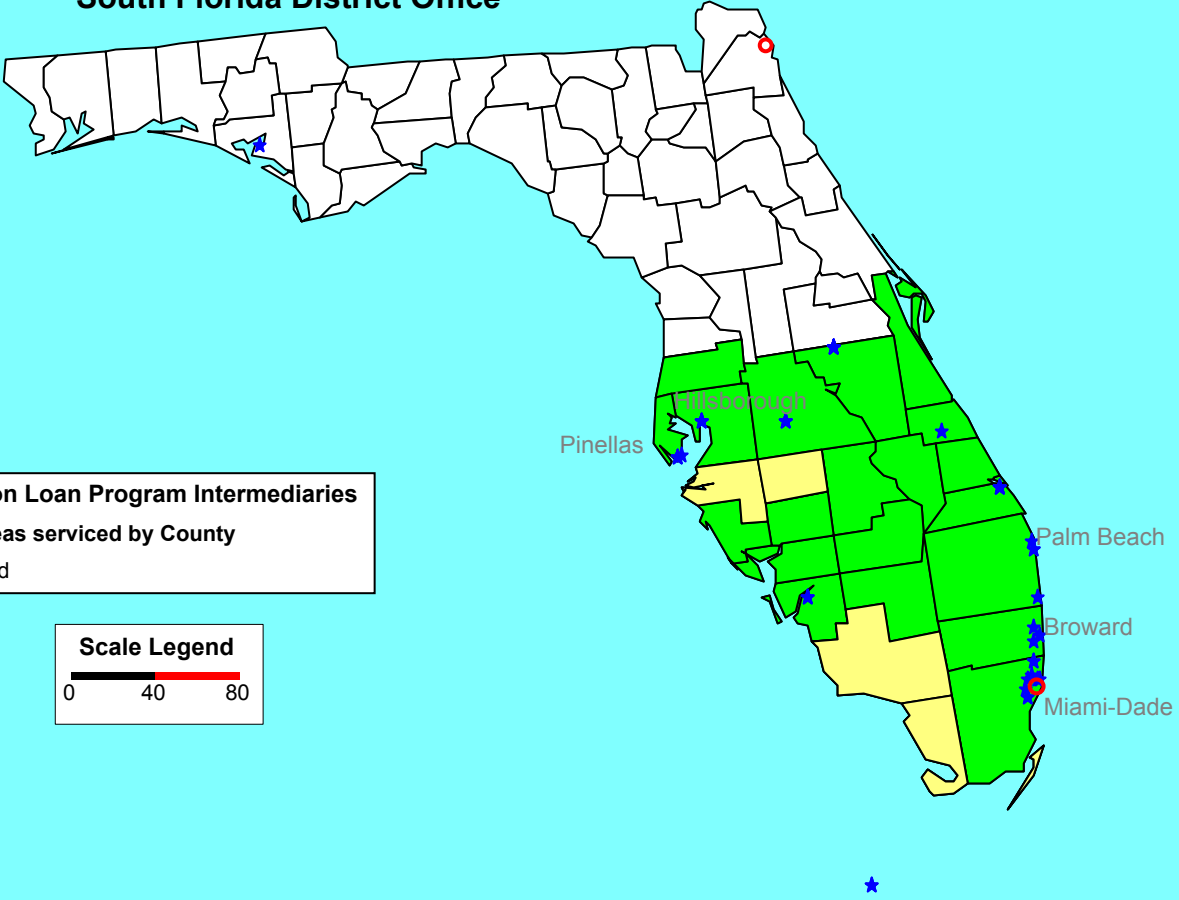 South Florida District Office
Hillsborough
Pinellas
on Loan Program Intermediaries
eas serviced by County
d
Palm Beach
Broward
Scale Legend
0 40 80
Miami-Dade